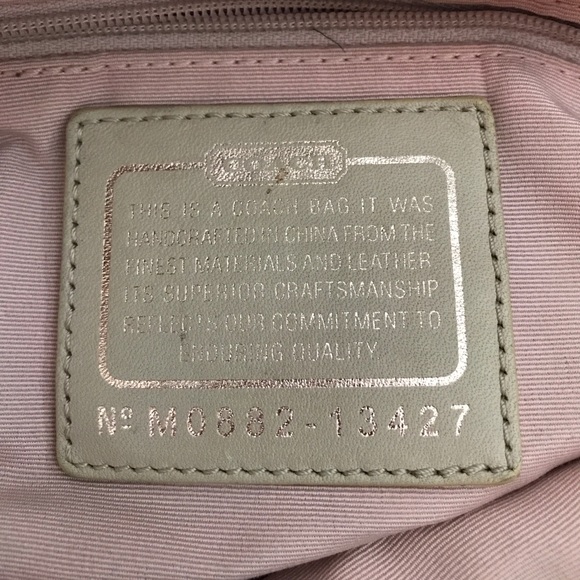 COACH
THIS IS A COACH BAG. IT WAS
HANDCRAFTED IN CHINA FROM THE
FINEST MATERIALS AND LEATHER
ITS SUPERIOR CRAFTSMANSHIP
REFLECTS OUR COMMITMENT TO
ENDURING QUALITY
Nº M0882-13427